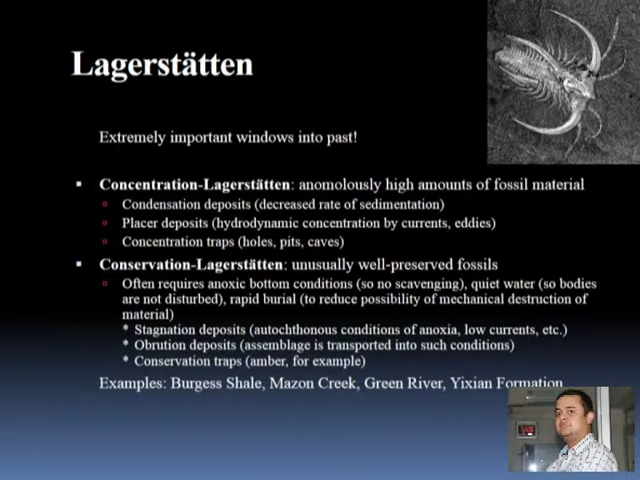 Lagerstätten
Extremely important windows into past!
▪ Concentration-Lagerstätten: anomolously high amounts of fossil material
▫ Condensation deposits (decreased rate of sedimentation)
▫ Placer deposits (hydrodynamic concentration by currents, eddies)
▫ Concentration traps (holes, pits, caves)
▪ Conservation-Lagerstätten: unusually well-preserved fossils
▫ Often requires anoxic bottom conditions (so no scavenging), quiet water (so bodies
are not disturbed), rapid burial (to reduce possibility of mechanical destruction of
material)
* Stagnation deposits (autochthonous conditions of anoxia, low currents, etc.)
* Obrution deposits (assemblage is transported into such conditions)
* Conservation traps (amber, for example)
Examples: Burgess Shale, Mazon Creek, Green River, Yixian Formation